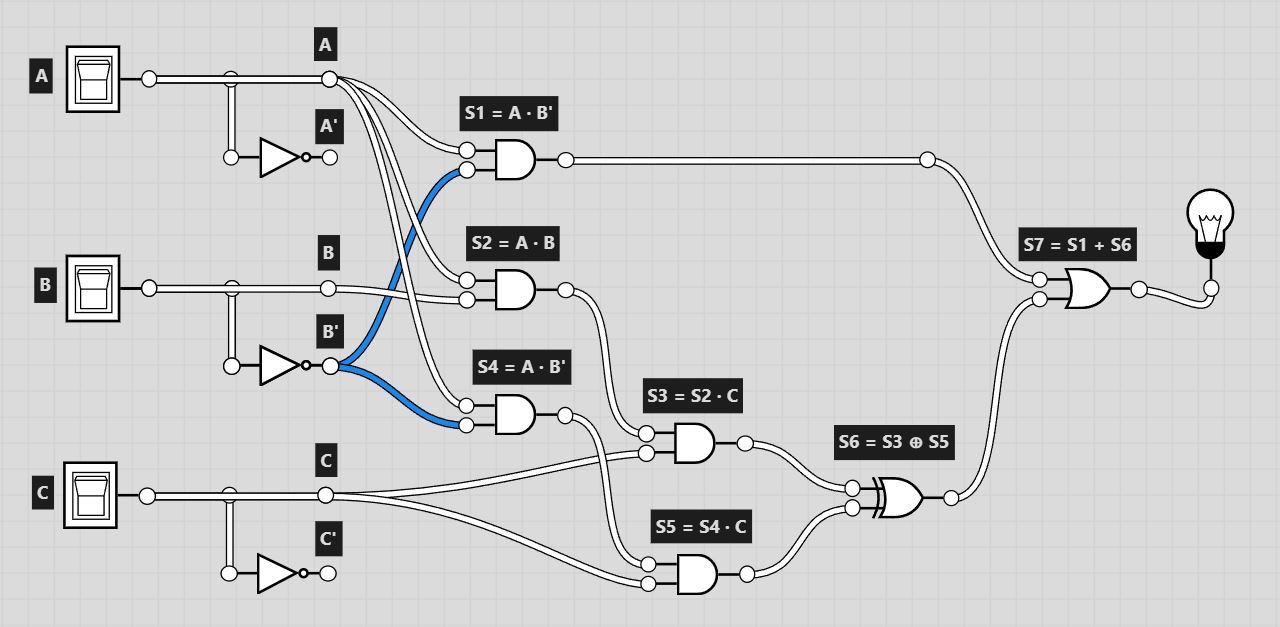 A
A
A'
S1 = A · B'
B
B
B'
S2 = A · B
S4 = A · B'
S7 = S1 + S6
S3 = S2 · C
S6 = S3 ⊕ S5
C
C
C'
S5 = S4 · C